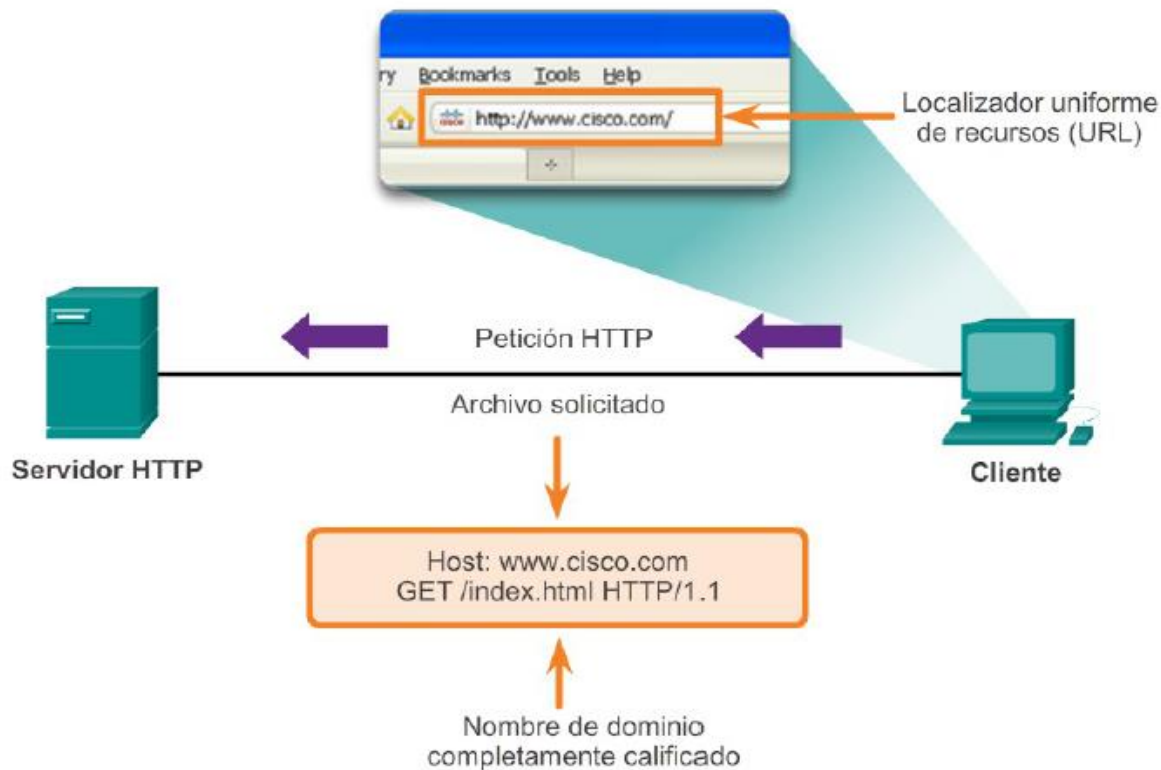 ry Bookmarks Tools Help
cisco http://www.cisco.com/
Localizador uniforme
de recursos (URL)
Petición HTTP
Archivo solicitado
Servidor HTTP
Cliente
Host: www.cisco.com
GET /index.html HTTP/1.1
Nombre de dominio
completamente calificado